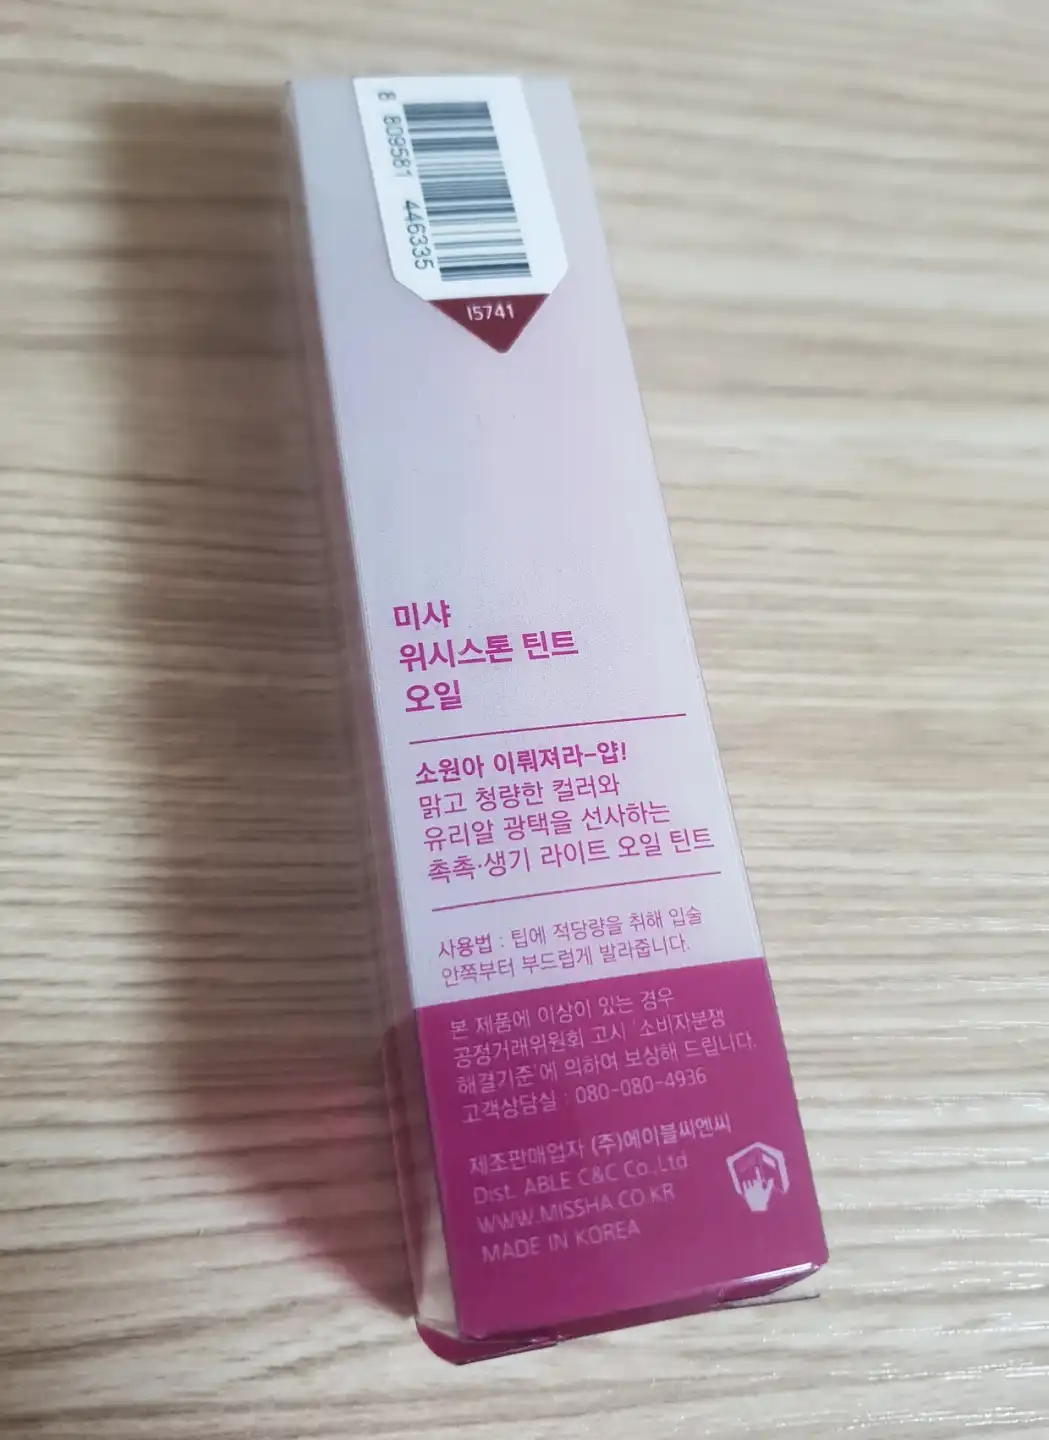 8 809581 446335
I5741
미샤
위시스톤 틴트
오일
소원아 이뤄져라-얍!
맑고 청량한 컬러와
유리알 광택을 선사하는
촉촉·생기 라이트 오일 틴트
사용법 : 팁에 적당량을 취해 입술
안쪽부터 부드럽게 발라줍니다.
본 제품에 이상이 있는 경우
공정거래위원회 고시 '소비자분쟁
해결기준'에 의하여 보상해 드립니다.
고객상담실 : 080-080-4936
제조판매업자 (주)에이블씨엔씨
Dist. ABLE C&C Co.,Ltd
WWW.MISSHA.CO.KR
MADE IN KOREA